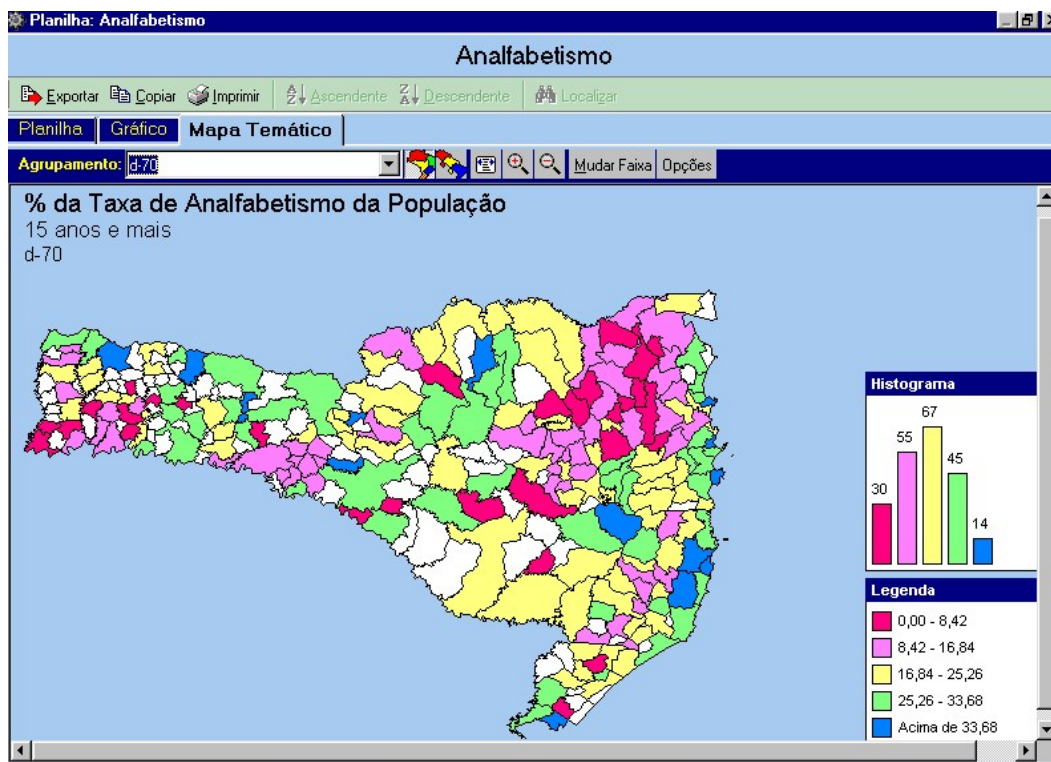 Planilha: Analfabetismo
Analfabetismo
Exportar Copiar Imprimir Ascendente Descendente Localizar
Planilha Gráfico Mapa Temático
Agrupamento: d-70 Mudar Faixa Opções
% da Taxa de Analfabetismo da População
15 anos e mais
d-70
Histograma
67
55
45
30
14
Legenda
0,00 - 8,42
8,42 - 16,84
16,84 - 25,26
25,26 - 33,68
Acima de 33,68